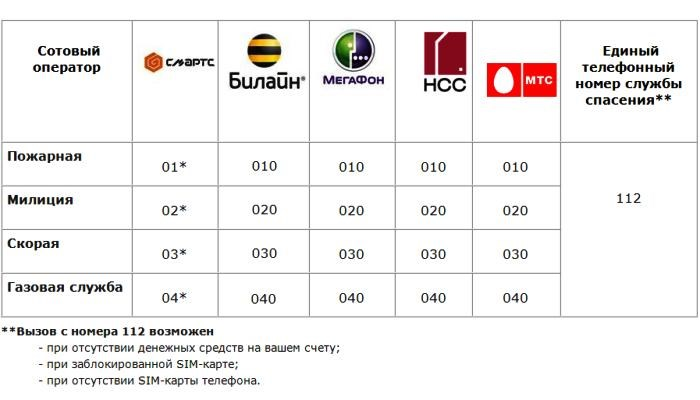 Сотовый оператор
СМАРТС
Билайн®
МЕГАФОН
НСС
МТС
Единый телефонный номер службы спасения**
Пожарная 01* 010 010 010 010
Милиция 02* 020 020 020 020
112
Скорая 03* 030 030 030 030
Газовая служба 04* 040 040 040 040
**Вызов с номера 112 возможен
- при отсутствии денежных средств на вашем счету;
- при заблокированной SIM-карте;
- при отсутствии SIM-карты телефона.